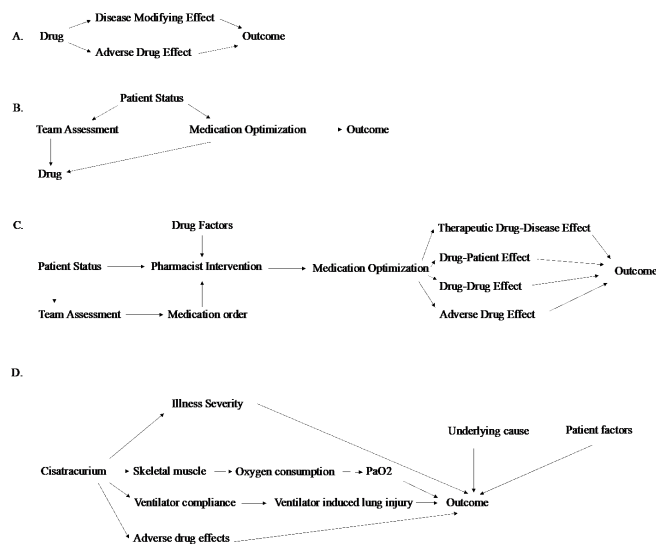 A.
Disease Modifying Effect
Drug
Outcome
Adverse Drug Effect
B.
Patient Status
Team Assessment
Medication Optimization
Outcome
Drug
C.
Drug Factors
Therapeutic Drug-Disease Effect
Patient Status
Pharmacist Intervention
Medication Optimization
Drug-Patient Effect
Outcome
Drug-Drug Effect
Team Assessment
Medication order
Adverse Drug Effect
D.
Illness Severity
Underlying cause
Patient factors
Cisatracurium
Skeletal muscle
Oxygen consumption
PaO2
Ventilator compliance
Ventilator induced lung injury
Outcome
Adverse drug effects